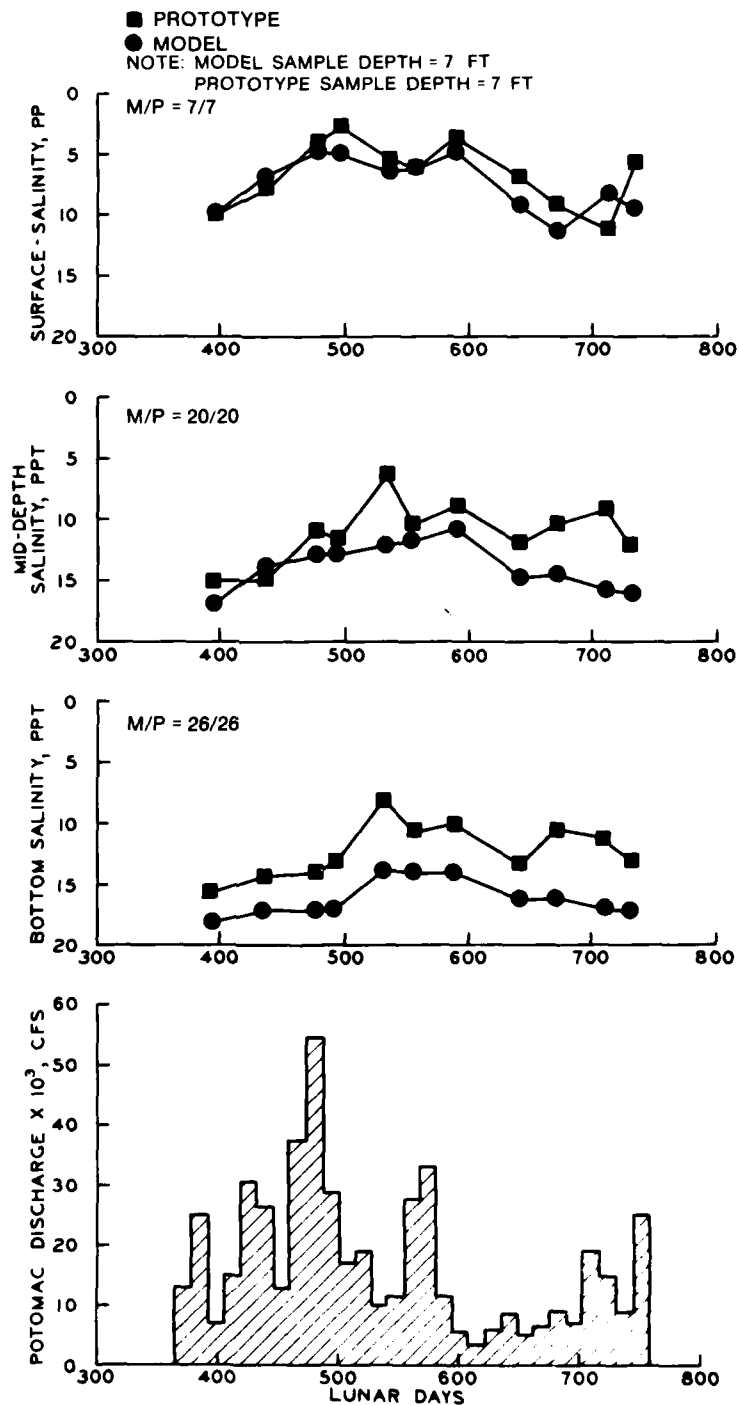 ■ PROTOTYPE
● MODEL
NOTE: MODEL SAMPLE DEPTH = 7 FT
PROTOTYPE SAMPLE DEPTH = 7 FT
M/P = 7/7
SURFACE - SALINITY, PP
0
5
10
15
20
300 400 500 600 700 800
M/P = 20/20
MID-DEPTH
SALINITY, PPT
0
5
10
15
20
300 400 500 600 700 800
M/P = 26/26
BOTTOM SALINITY, PPT
0
5
10
15
20
300 400 500 600 700 800
POTOMAC DISCHARGE X 10³, CFS
60
50
40
30
20
10
0
300 400 500 600 700 800
LUNAR DAYS